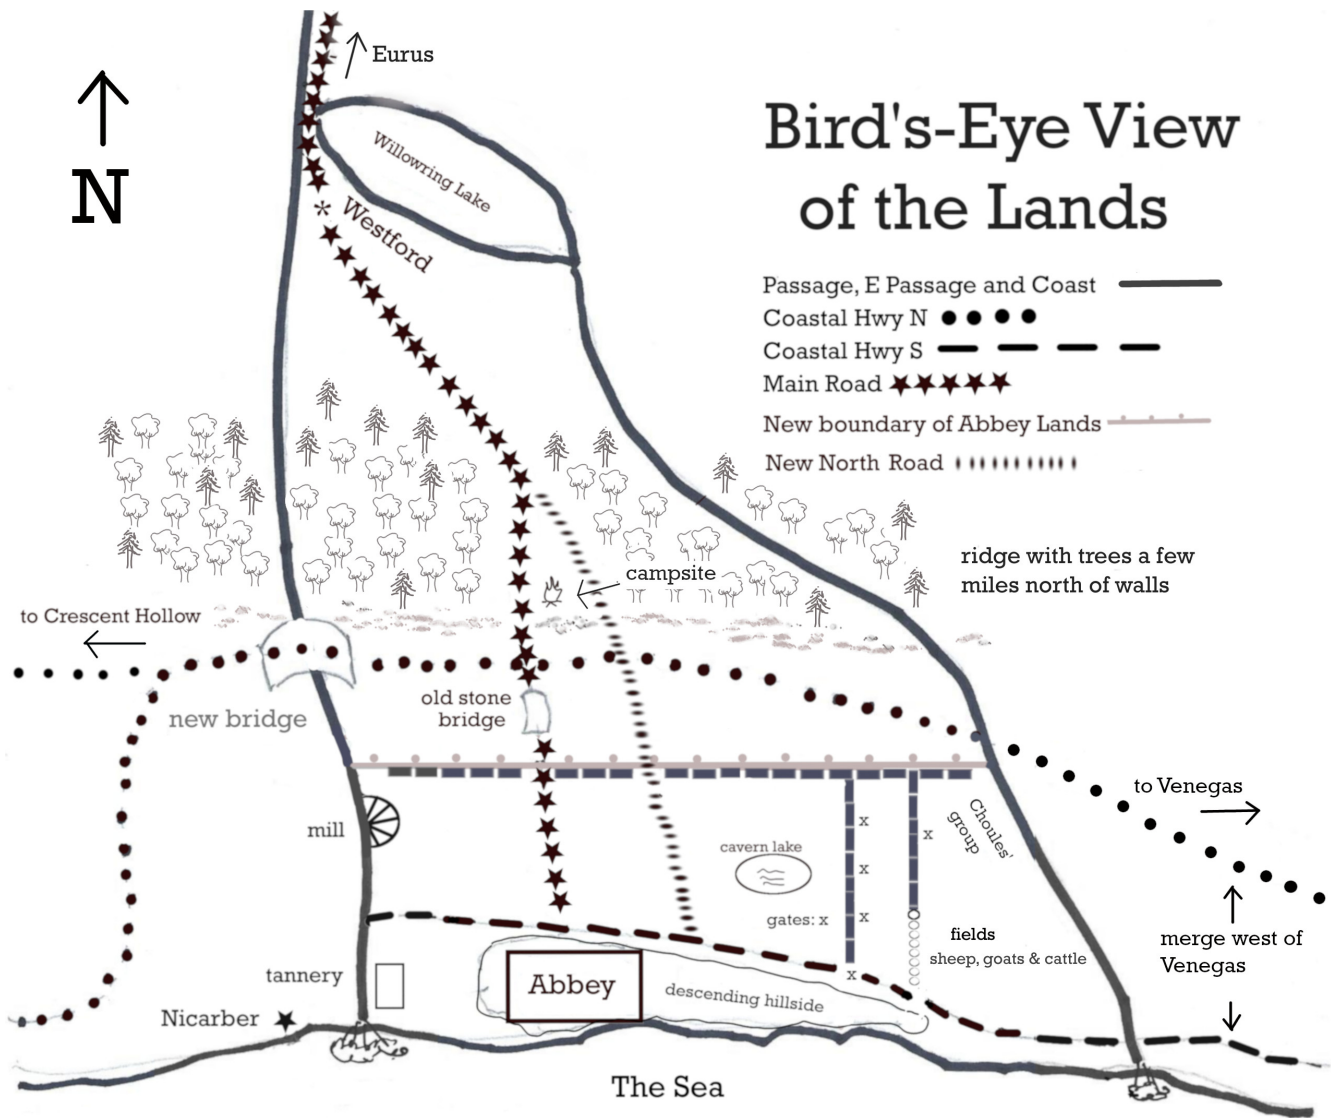 Eurus
N
Willowring Lake
Westford
Bird's-Eye View
of the Lands
Passage, E Passage and Coast
Coastal Hwy N
Coastal Hwy S
Main Road
New boundary of Abbey Lands
New North Road
campsite
ridge with trees a few
miles north of walls
to Crescent Hollow
new bridge
old stone
bridge
to Venegas
mill
Choules'
group
cavern lake
x
x
x
gates: x
x
x
fields
sheep, goats & cattle
merge west of
Venegas
tannery
Abbey
descending hillside
Nicarber
The Sea